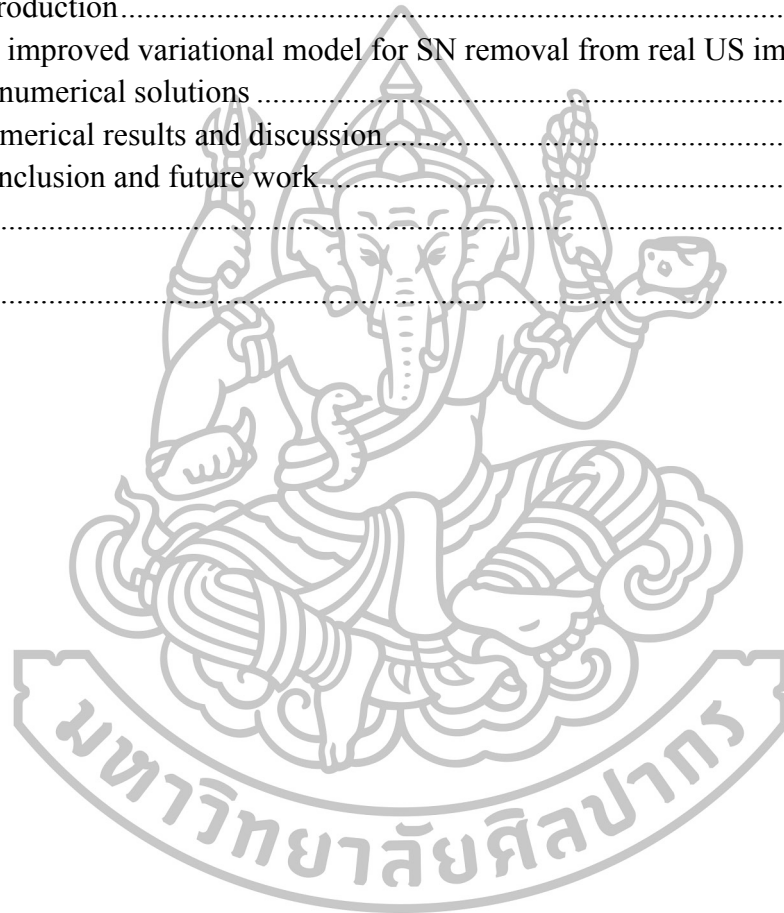 roduction..........................................................................................
improved variational model for SN removal from real US im
numerical solutions ......................................................................
merical results and discussion......................................................
nclusion and future work..............................................................
.........................................................................................................
.........................................................................................................
มหาวิทยาลัยศิลปากร